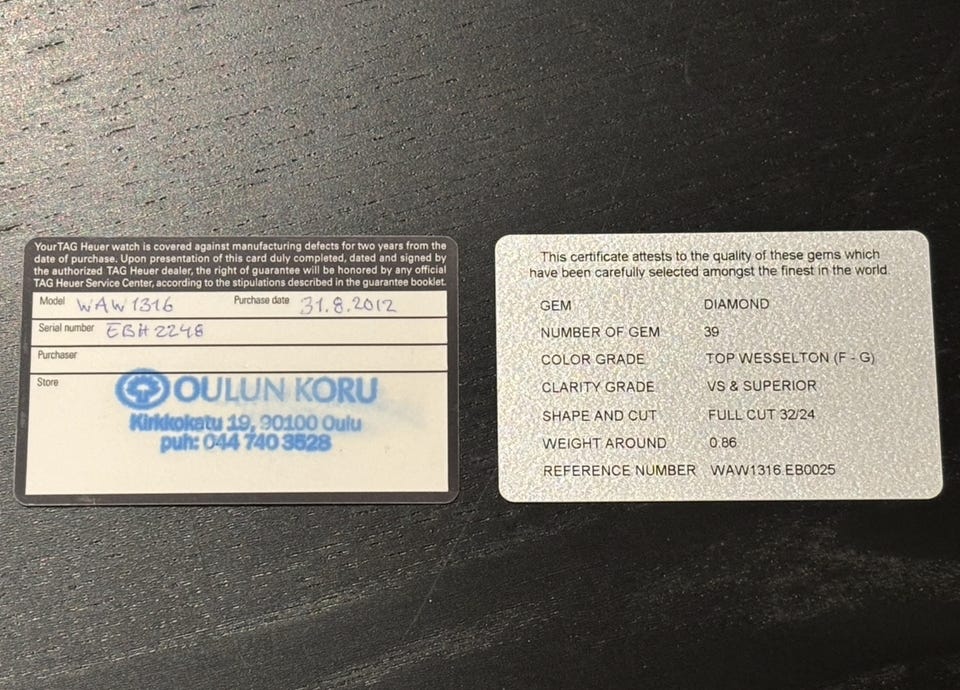 Your TAG Heuer watch is covered against manufacturing defects for two years from the
date of purchase. Upon presentation of this card duly completed, dated and signed by
the authorized TAG Heuer dealer, the right of guarantee will be honored by any official
TAG Heuer Service Center, according to the stipulations described in the guarantee booklet.
Model WAW1316 Purchase date 31.8.2012
Serial number EBH2248
Purchaser
Store
OULUN KORU
Kirkkokatu 19, 90100 Oulu
puh: 044 740 3528
This certificate attests to the quality of these gems which
have been carefully selected amongst the finest in the world.
GEM DIAMOND
NUMBER OF GEM 39
COLOR GRADE TOP WESSELTON (F - G)
CLARITY GRADE VS & SUPERIOR
SHAPE AND CUT FULL CUT 32/24
WEIGHT AROUND 0.86
REFERENCE NUMBER WAW1316.EB0025